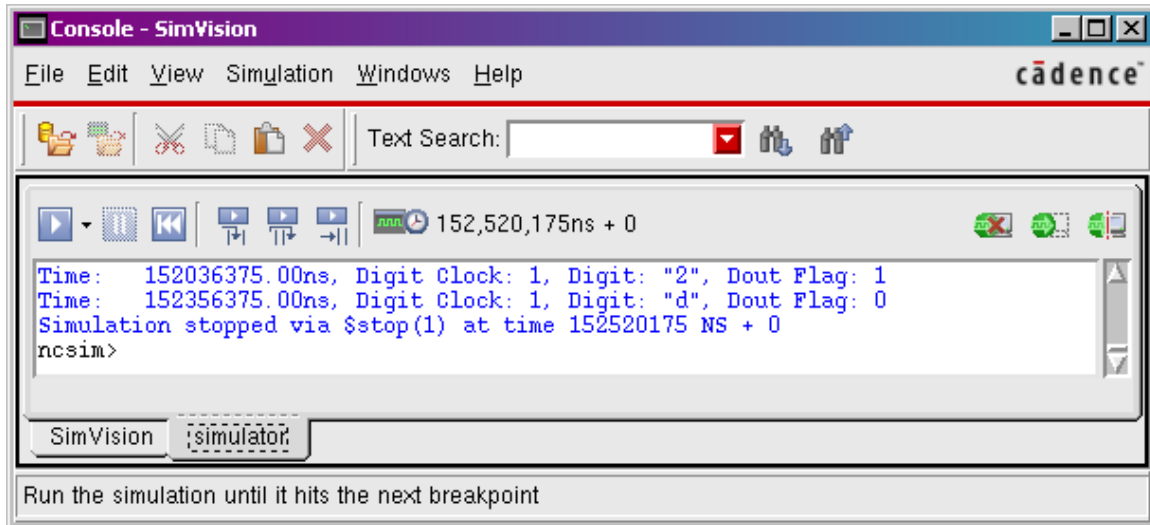 Console - SimVision
File Edit View Simulation Windows Help
cādence™
Text Search:
152,520,175ns + 0
Time:   152036375.00ns, Digit Clock: 1, Digit: "2", Dout Flag: 1
Time:   152356375.00ns, Digit Clock: 1, Digit: "d", Dout Flag: 0
Simulation stopped via $stop(1) at time 152520175 NS + 0
ncsim>
SimVision simulator
Run the simulation until it hits the next breakpoint